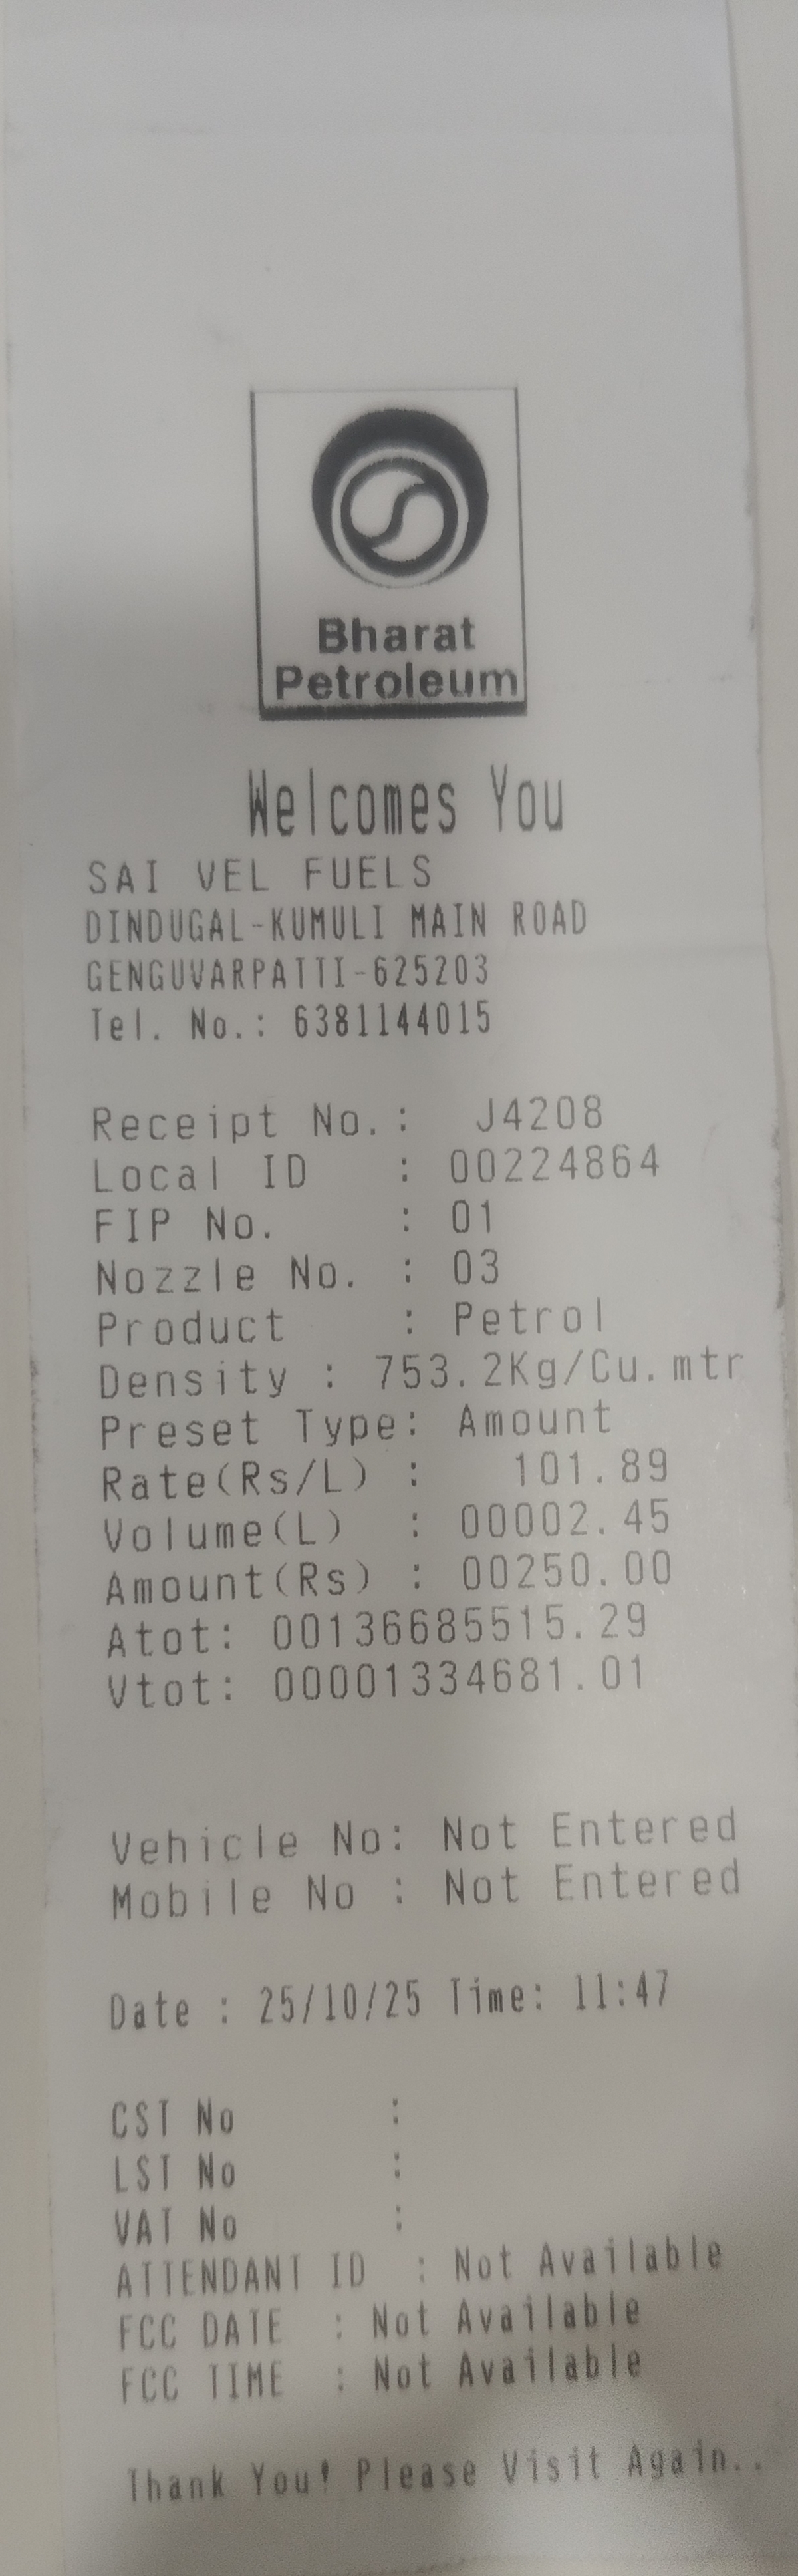 Bharat
Petroleum
Welcomes You
SAI VEL FUELS
DINDUGAL-KUMULI MAIN ROAD
GENGUVARPATTI-625203
Tel. No.: 6381144015
Receipt No.: J4208
Local ID : 00224864
FIP No. : 01
Nozzle No. : 03
Product : Petrol
Density : 753.2Kg/Cu.mtr
Preset Type: Amount
Rate(Rs/L) : 101.89
Volume(L) : 00002.45
Amount(Rs) : 00250.00
Atot: 00136685515.29
Vtot: 00001334681.01
Vehicle No: Not Entered
Mobile No : Not Entered
Date : 25/10/25 Time: 11:47
CST No :
LST No :
VAT No :
ATTENDANT ID : Not Available
FCC DATE : Not Available
FCC TIME : Not Available
Thank You! Please Visit Again..